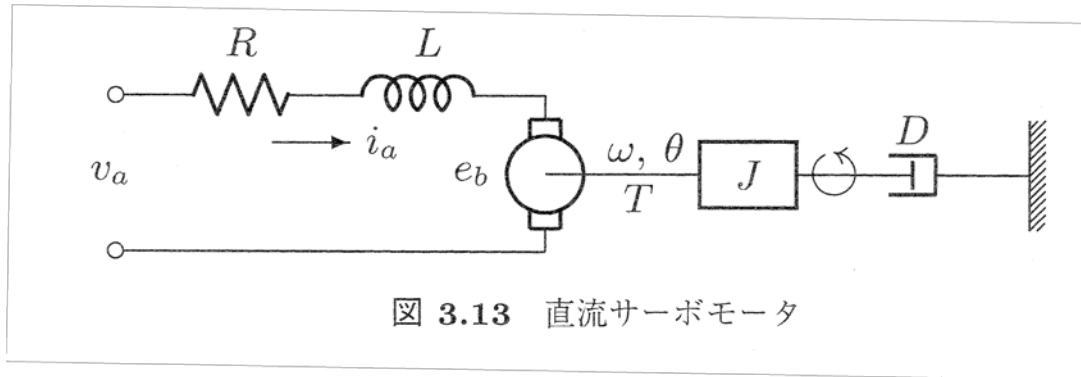 R
L
i_a
v_a
e_b
ω, θ
T
J
D
図 3.13 直流サーボモータ